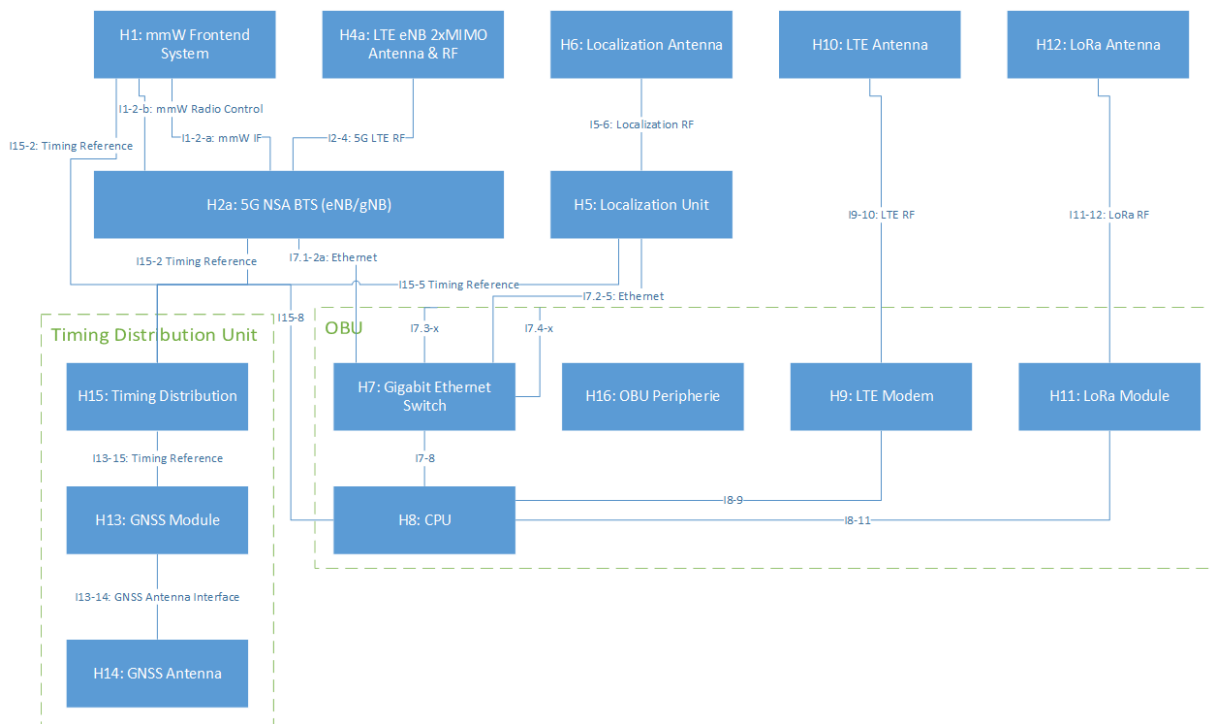 H1: mmW Frontend
System
H4a: LTE eNB 2xMIMO
Antenna & RF
H6: Localization Antenna
H10: LTE Antenna
H12: LoRa Antenna
I1-2-b: mmW Radio Control
I15-2: Timing Reference
I1-2-a: mmW IF
I2-4: 5G LTE RF
I5-6: Localization RF
H2a: 5G NSA BTS (eNB/gNB)
H5: Localization Unit
I9-10: LTE RF
I11-12: LoRa RF
I15-2 Timing Reference
I7.1-2a: Ethernet
I15-5 Timing Reference
I7.2-5: Ethernet
I15-8
Timing Distribution Unit
OBU
I7.3-x
I7.4-x
H15: Timing Distribution
H7: Gigabit Ethernet
Switch
H16: OBU Peripherie
H9: LTE Modem
H11: LoRa Module
I13-15: Timing Reference
I7-8
I8-9
H13: GNSS Module
H8: CPU
I8-11
I13-14: GNSS Antenna Interface
H14: GNSS Antenna